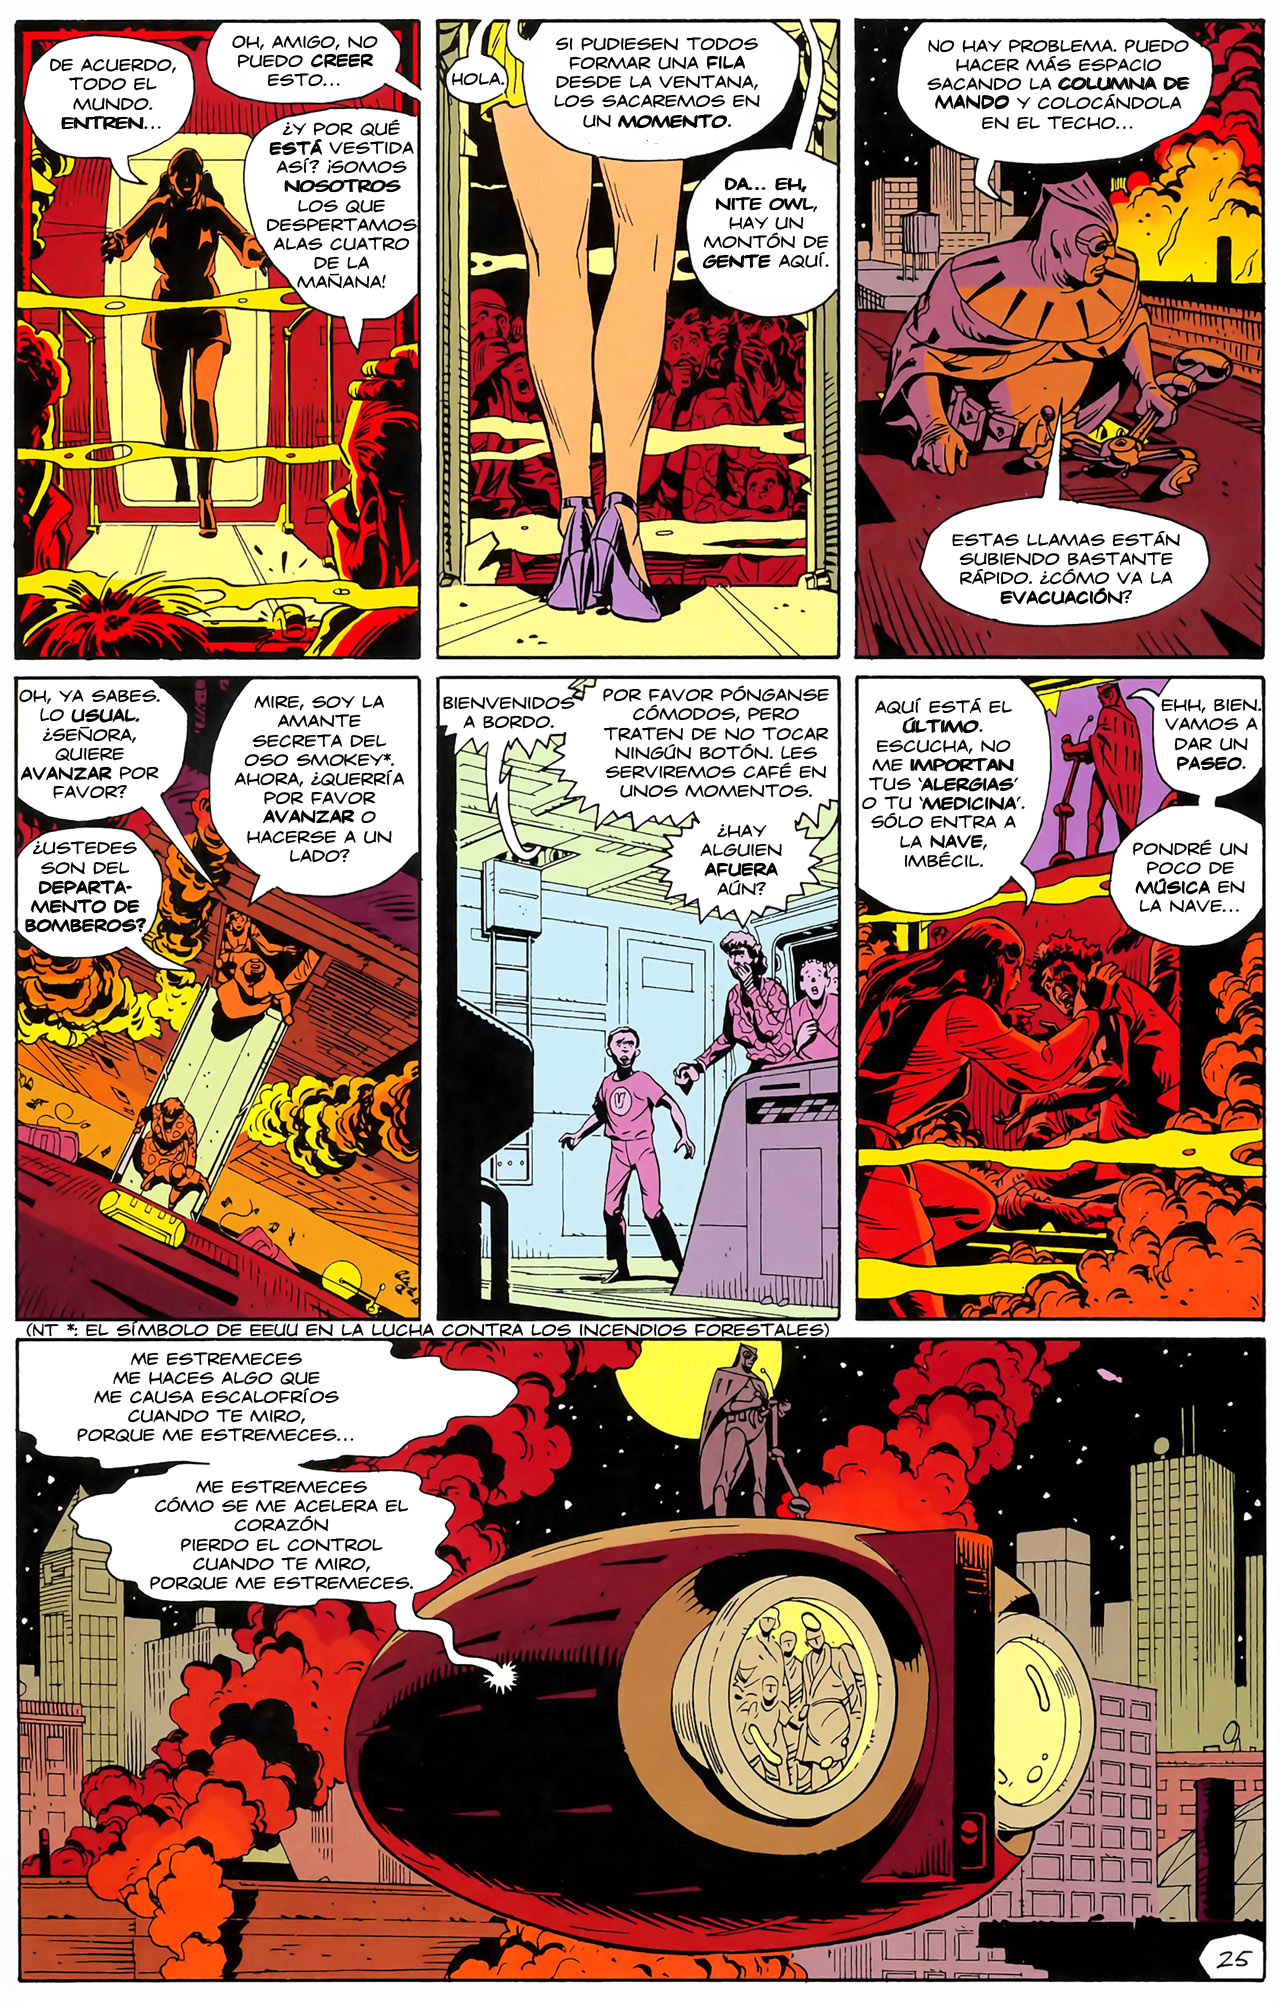 DE ACUERDO,
TODO EL
MUNDO.
ENTREN...
OH, AMIGO, NO
PUEDO CREER
ESTO...
¿Y POR QUÉ
ESTÁ VESTIDA
ASÍ? ¡SOMOS
NOSOTROS
LOS QUE
DESPERTAMOS
ALAS CUATRO
DE LA
MAÑANA!
HOLA.
SI PUDIESEN TODOS
FORMAR UNA FILA
DESDE LA VENTANA,
LOS SACAREMOS EN
UN MOMENTO.
DA... EH,
NITE OWL,
HAY UN
MONTÓN DE
GENTE AQUÍ.
NO HAY PROBLEMA. PUEDO
HACER MÁS ESPACIO
SACANDO LA COLUMNA DE
MANDO Y COLOCÁNDOLA
EN EL TECHO...
ESTAS LLAMAS ESTÁN
SUBIENDO BASTANTE
RÁPIDO. ¿CÓMO VA LA
EVACUACIÓN?
OH, YA SABES.
LO USUAL.
¿SEÑORA,
QUIERE
AVANZAR POR
FAVOR?
¿USTEDES
SON DEL
DEPARTA-
MENTO DE
BOMBEROS?
MIRE, SOY LA
AMANTE
SECRETA DEL
OSO SMOKEY*.
AHORA, ¿QUERRÍA
POR FAVOR
AVANZAR O
HACERSE A UN
LADO?
BIENVENIDOS
A BORDO.
POR FAVOR PÓNGANSE
CÓMODOS, PERO
TRATEN DE NO TOCAR
NINGÚN BOTÓN. LES
SERVIREMOS CAFÉ EN
UNOS MOMENTOS.
¿HAY
ALGUIEN
AFUERA
AÚN?
AQUÍ ESTÁ EL
ÚLTIMO.
ESCUCHA, NO
ME IMPORTAN
TUS 'ALERGIAS'
O TU 'MEDICINA'.
SÓLO ENTRA A
LA NAVE,
IMBÉCIL.
EHH, BIEN.
VAMOS A
DAR UN
PASEO.
PONDRÉ UN
POCO DE
MÚSICA EN
LA NAVE...
(NT *: EL SÍMBOLO DE EEUU EN LA LUCHA CONTRA LOS INCENDIOS FORESTALES)
ME ESTREMECES
ME HACES ALGO QUE
ME CAUSA ESCALOFRÍOS
CUANDO TE MIRO,
PORQUE ME ESTREMECES...
ME ESTREMECES
CÓMO SE ME ACELERA EL
CORAZÓN
PIERDO EL CONTROL
CUANDO TE MIRO,
PORQUE ME ESTREMECES.
25